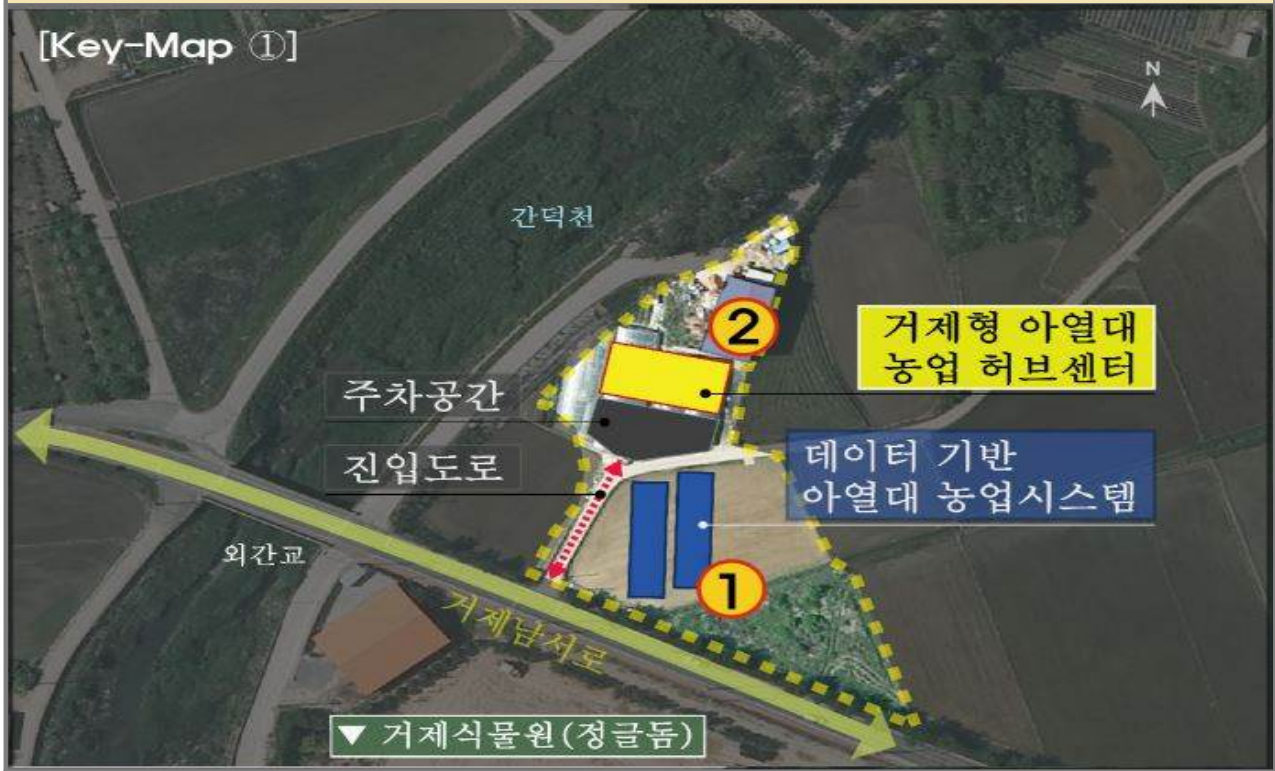 [Key-Map ①]
N
간덕천
2
거제형 아열대
농업 허브센터
주차공간
진입도로
데이터 기반
아열대 농업시스템
외간교
1
거제남서로
▼ 거제식물원(정글돔)